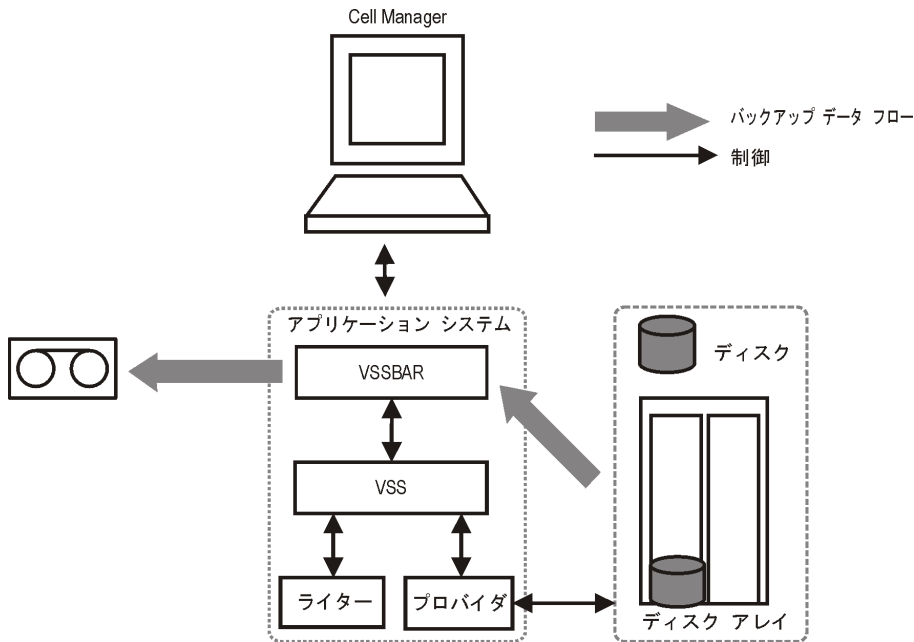 Cell Manager
バックアップ データ フロー
制御
アプリケーション システム
VSSBAR
VSS
ライター
プロバイダ
ディスク
ディスク アレイ